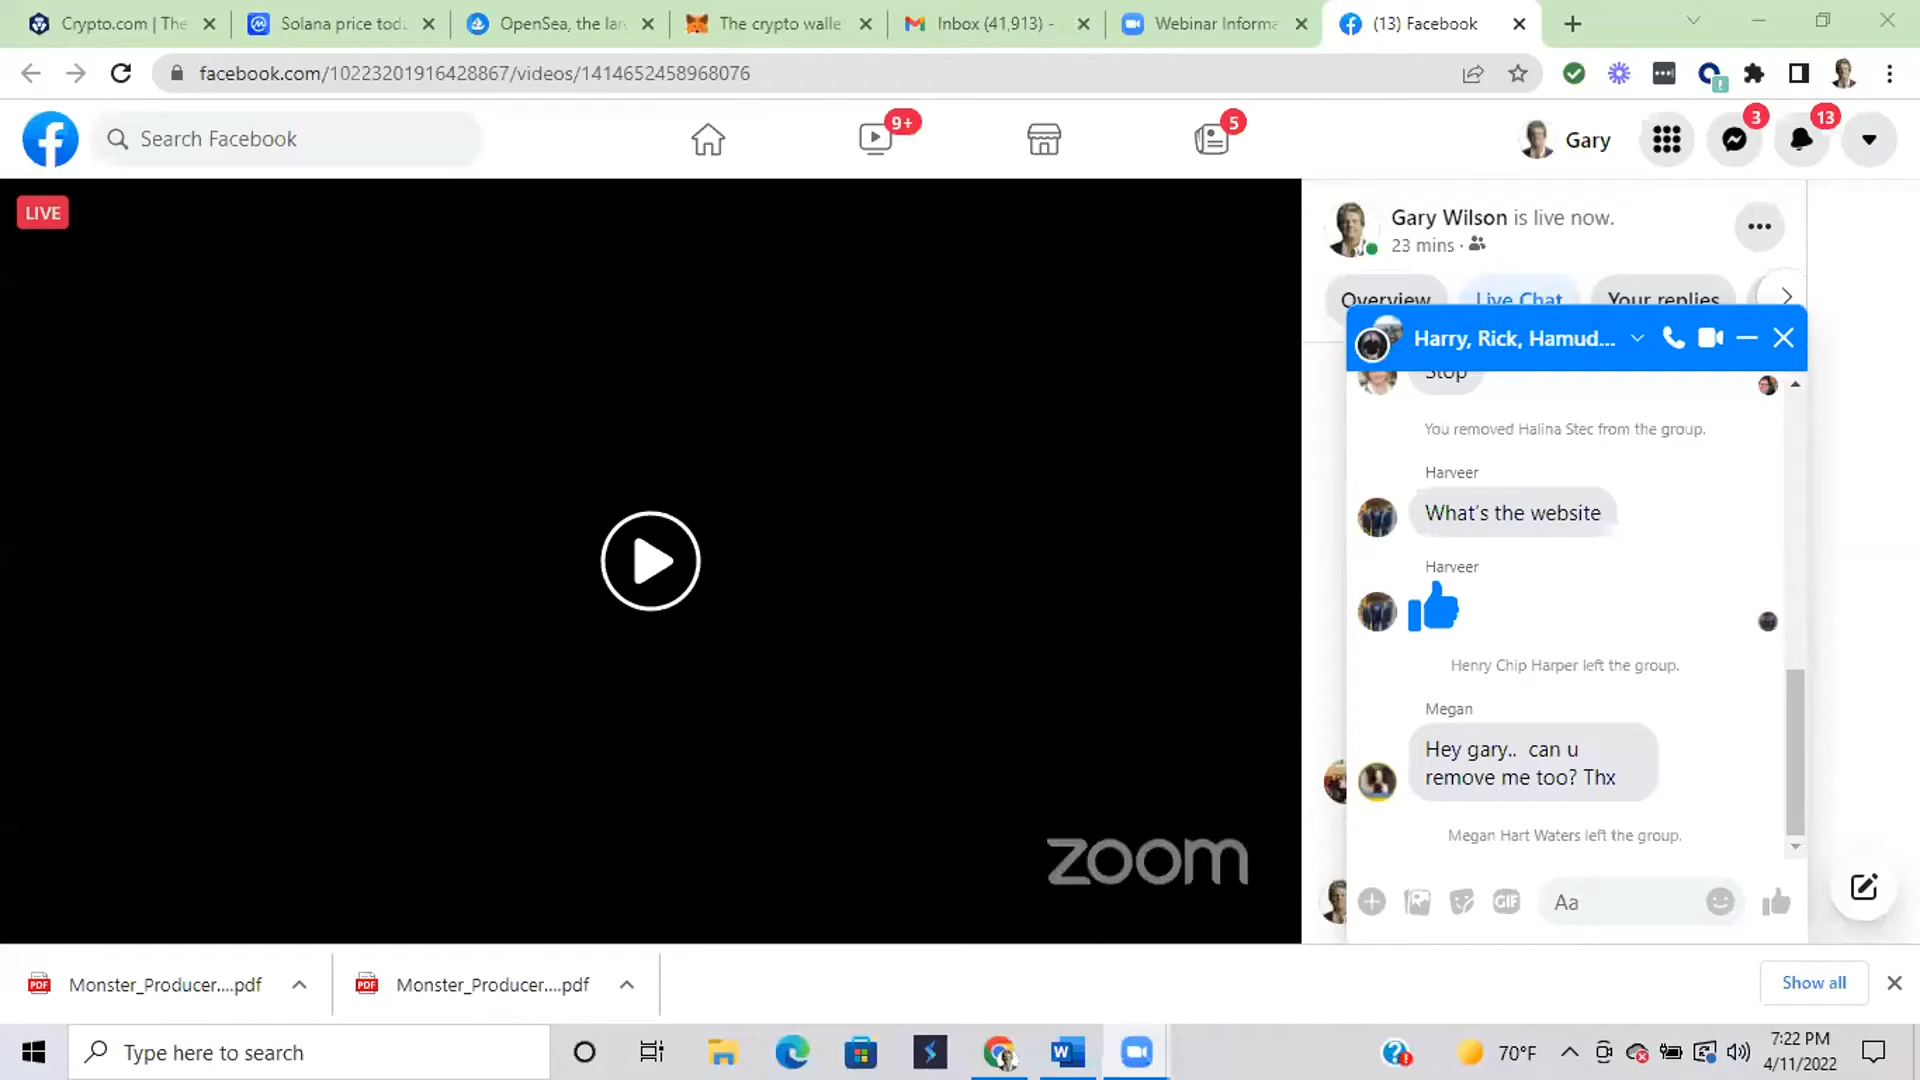 Crypto.com | The
Solana price toda
OpenSea, the lar
The crypto walle
Inbox (41,913) -
Webinar Informa
(13) Facebook
facebook.com/10223201916428867/videos/1414652458968076
Search Facebook
9+
5
Gary
3
13
LIVE
Gary Wilson is live now.
23 mins ·
Overview
Live Chat
Your replies
Harry, Rick, Hamud...
Stop
You removed Halina Stec from the group.
Harveer
What's the website
Harveer
Henry Chip Harper left the group.
Megan
Hey gary.. can u
remove me too? Thx
Megan Hart Waters left the group.
zoom
GIF
Aa
PDF
Monster_Producer....pdf
PDF
Monster_Producer....pdf
Show all
Type here to search
70°F
7:22 PM
4/11/2022